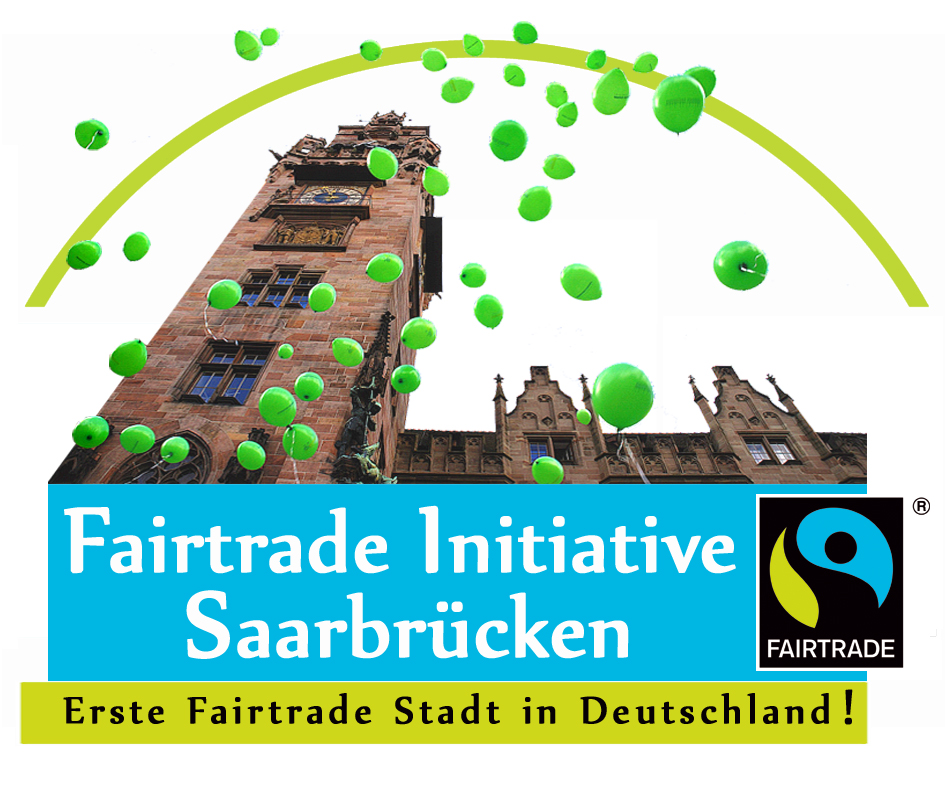 Fairtrade Initiative
Saarbrücken
®
FAIRTRADE
Erste Fairtrade Stadt in Deutschland!